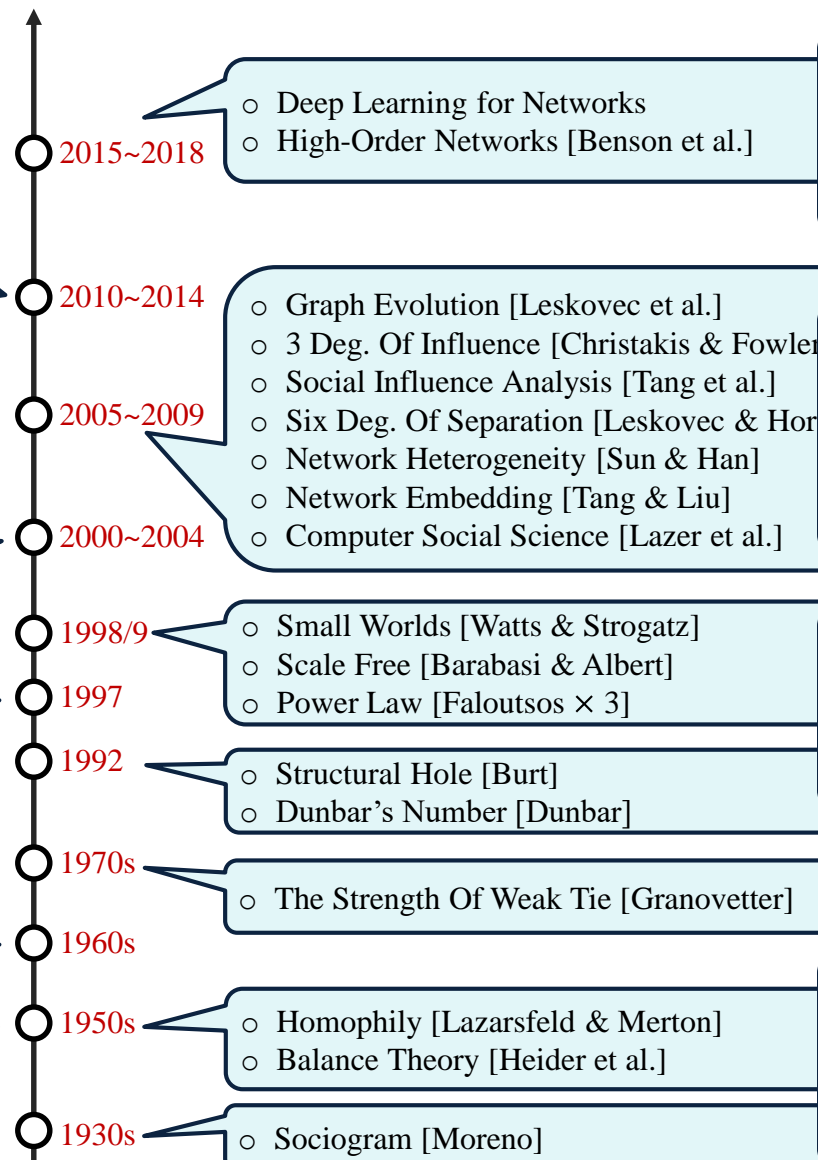 2015~2018
○ Deep Learning for Networks
○ High-Order Networks [Benson et al.]
2010~2014
2005~2009
○ Graph Evolution [Leskovec et al.]
○ 3 Deg. Of Influence [Christakis & Fowler
○ Social Influence Analysis [Tang et al.]
○ Six Deg. Of Separation [Leskovec & Hor
○ Network Heterogeneity [Sun & Han]
○ Network Embedding [Tang & Liu]
○ Computer Social Science [Lazer et al.]
2000~2004
1998/9
○ Small Worlds [Watts & Strogatz]
○ Scale Free [Barabasi & Albert]
○ Power Law [Faloutsos × 3]
1997
1992
○ Structural Hole [Burt]
○ Dunbar’s Number [Dunbar]
1970s
○ The Strength Of Weak Tie [Granovetter]
1960s
1950s
○ Homophily [Lazarsfeld & Merton]
○ Balance Theory [Heider et al.]
1930s
○ Sociogram [Moreno]